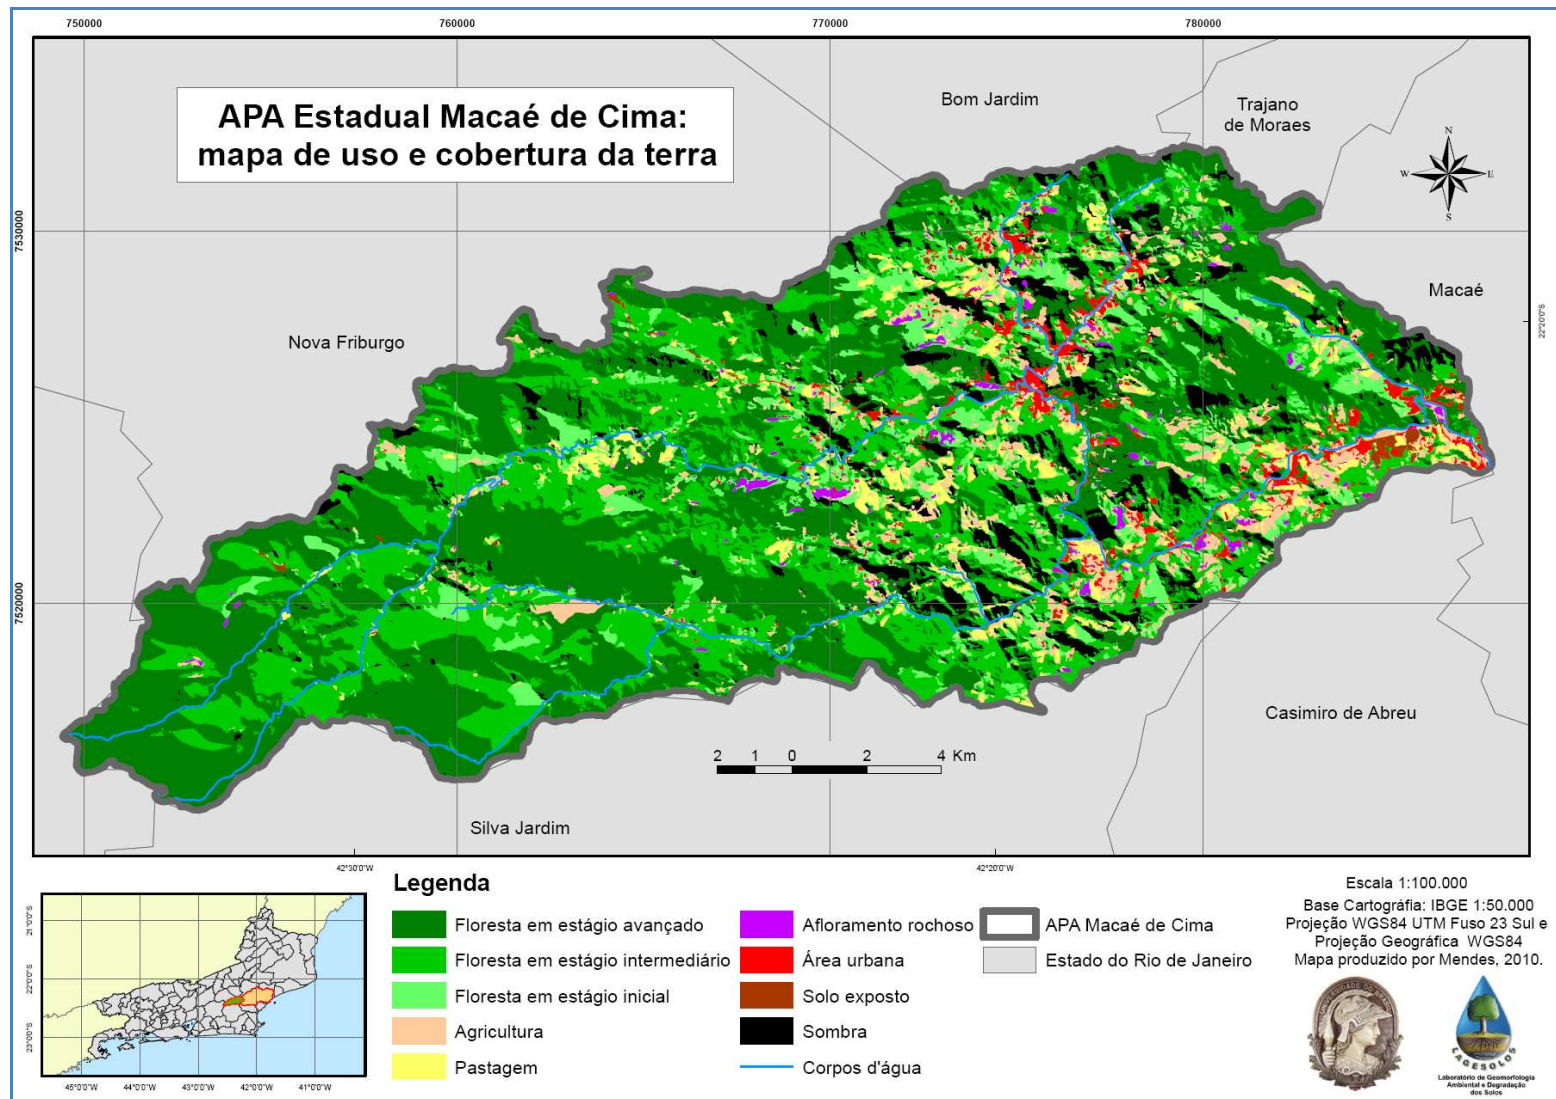 750000
760000
770000
780000
APA Estadual Macaé de Cima:
mapa de uso e cobertura da terra
Bom Jardim
Trajano
de Moraes
N
W
E
S
7530000
Macaé
22°20'0"S
Nova Friburgo
7520000
Casimiro de Abreu
2 1 0 2 4 Km
Silva Jardim
42°30'0"W
42°20'0"W
Legenda
Floresta em estágio avançado
Floresta em estágio intermediário
Floresta em estágio inicial
Agricultura
Pastagem
Afloramento rochoso
Área urbana
Solo exposto
Sombra
Corpos d'água
APA Macaé de Cima
Estado do Rio de Janeiro
21°0'0"S
22°0'0"S
23°0'0"S
45°0'0"W
44°0'0"W
43°0'0"W
42°0'0"W
41°0'0"W
Escala 1:100.000
Base Cartográfia: IBGE 1:50.000
Projeção WGS84 UTM Fuso 23 Sul e
Projeção Geográfica WGS84
Mapa produzido por Mendes, 2010.
LAGESOLOS
Laboratório de Geomorfologia
Ambiental e Degradação
dos Solos